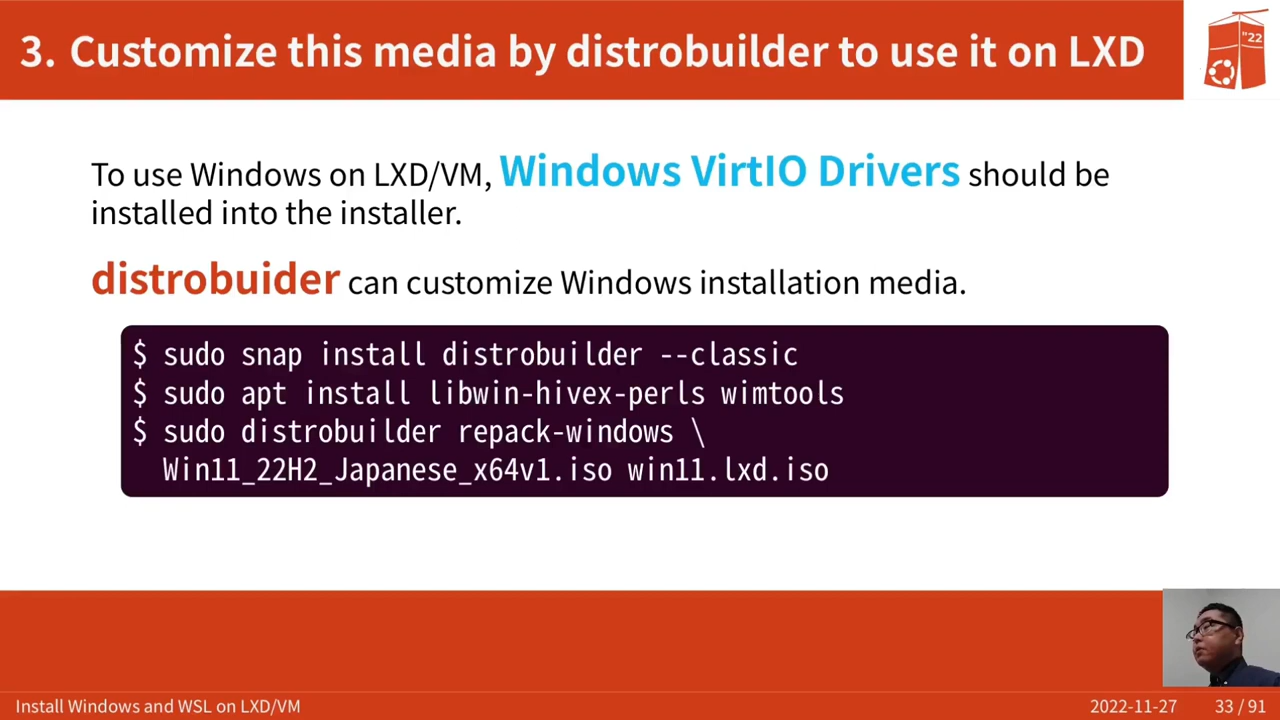 3. Customize this media by distrobuilder to use it on LXD
"22
To use Windows on LXD/VM, Windows VirtIO Drivers should be
installed into the installer.
distrobuider can customize Windows installation media.
$ sudo snap install distrobuilder --classic
$ sudo apt install libwin-hivex-perls wimtools
$ sudo distrobuilder repack-windows \
Win11_22H2_Japanese_x64v1.iso win11.lxd.iso
Install Windows and WSL on LXD/VM
2022-11-27
33 / 91